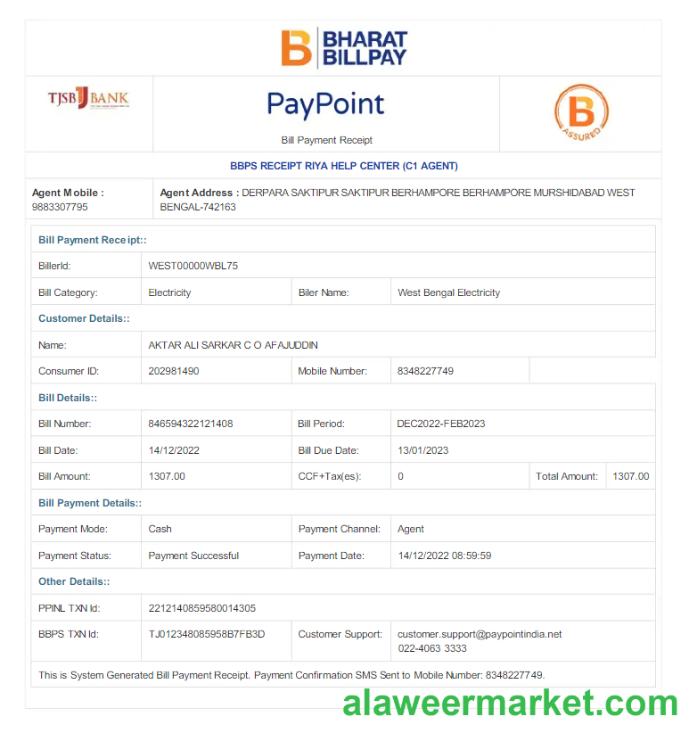 BHARAT
BILLPAY
TJSB BANK
PayPoint
Bill Payment Receipt
B
ASSURED
BBPS RECEIPT RIYA HELP CENTER (C1 AGENT)
Agent Mobile :
9883307795
Agent Address : DERPARA SAKTIPUR SAKTIPUR BERHAMPORE BERHAMPORE MURSHIDABAD WEST
BENGAL-742163
Bill Payment Receipt::
BillerId: WEST00000WBL75
Bill Category: Electricity Biler Name: West Bengal Electricity
Customer Details::
Name: AKTAR ALI SARKAR C O AFAJUDDIN
Consumer ID: 202981490 Mobile Number: 8348227749
Bill Details::
Bill Number: 846594322121408 Bill Period: DEC2022-FEB2023
Bill Date: 14/12/2022 Bill Due Date: 13/01/2023
Bill Amount: 1307.00 CCF+Tax(es): 0 Total Amount: 1307.00
Bill Payment Details::
Payment Mode: Cash Payment Channel: Agent
Payment Status: Payment Successful Payment Date: 14/12/2022 08:59:59
Other Details::
PPINL TXN Id: 2212140859580014305
BBPS TXN Id: TJ012348085958B7FB3D Customer Support: customer.support@paypointindia.net
022-4063 3333
This is System Generated Bill Payment Receipt. Payment Confirmation SMS Sent to Mobile Number: 8348227749.
alaweermarket.com